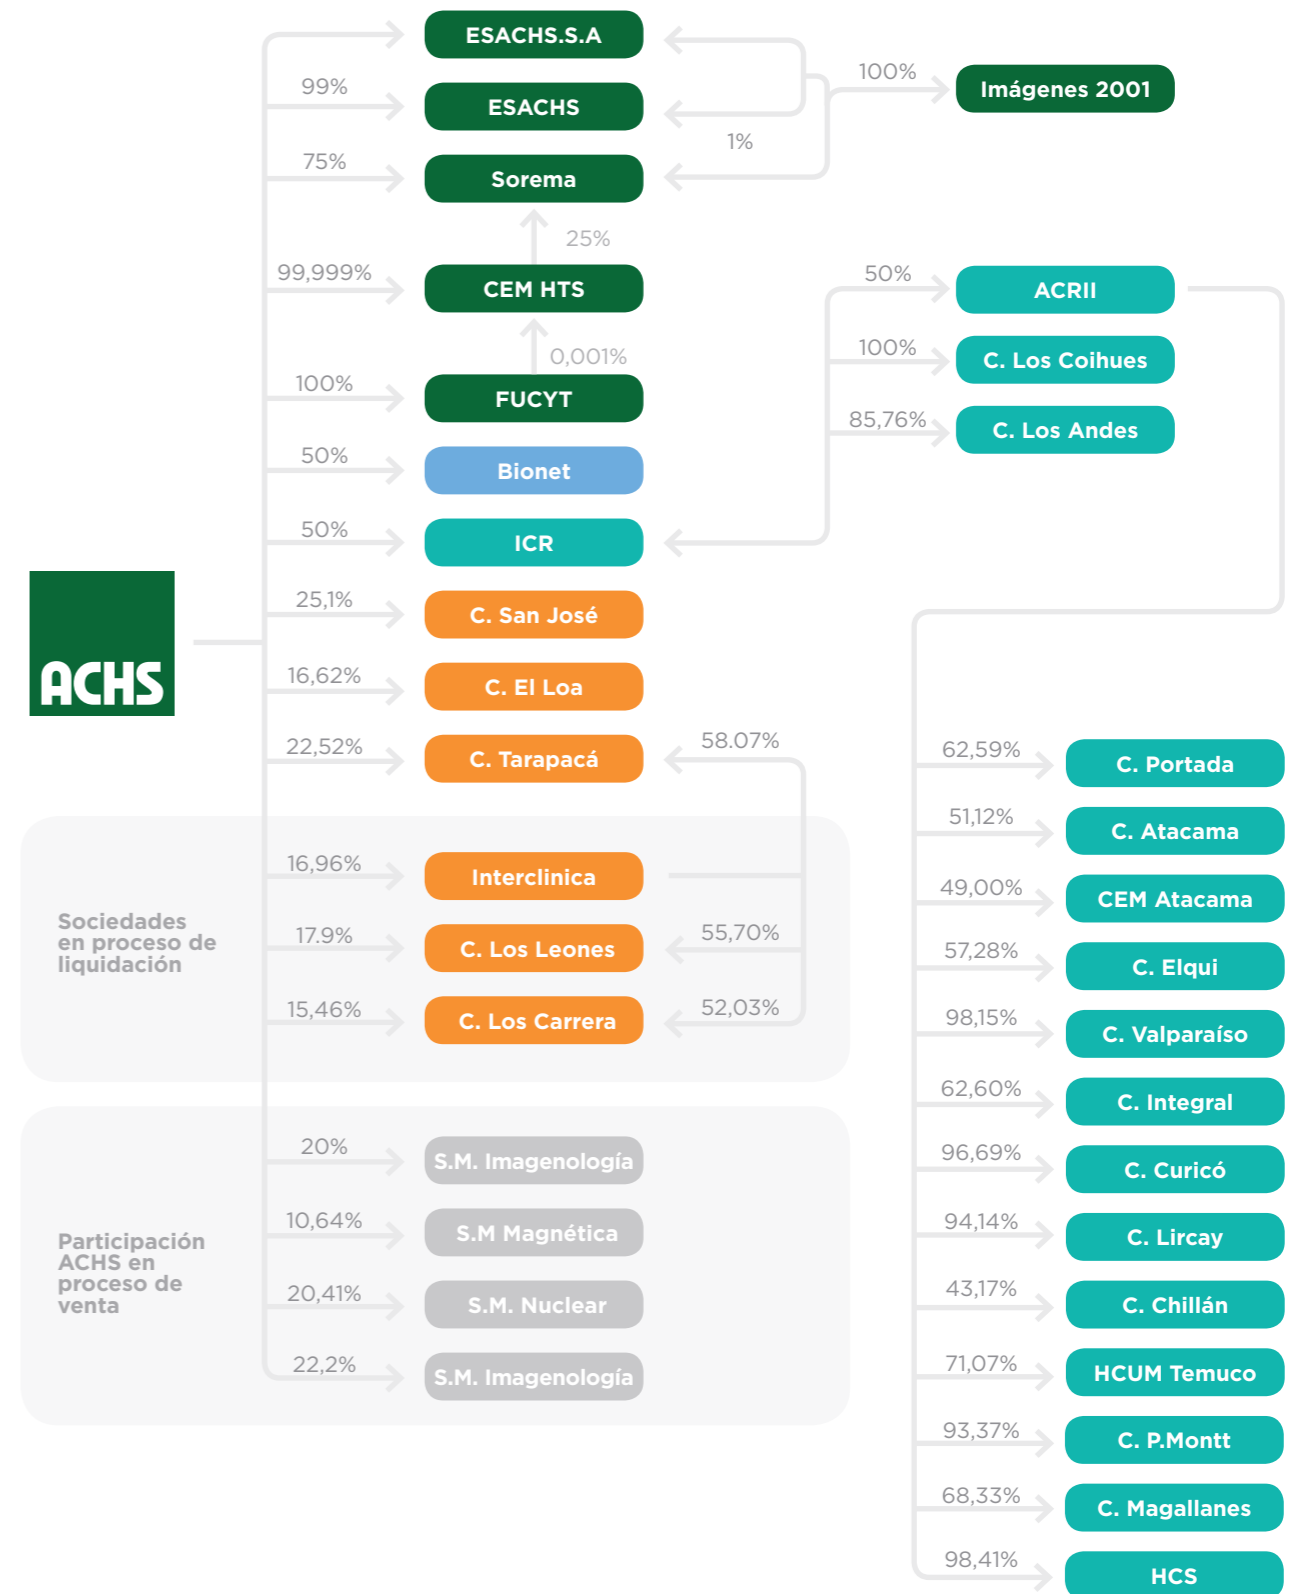 ESACHS.S.A
99%
ESACHS
75%
Sorema
25%
99,999%
CEM HTS
0,001%
100%
FUCYT
50%
Bionet
50%
ICR
25,1%
C. San José
16,62%
C. El Loa
22,52%
C. Tarapacá
ACHS
100%
Imágenes 2001
1%
50%
ACRII
100%
C. Los Coihues
85,76%
C. Los Andes
58.07%
Sociedades
en proceso de
liquidación
16,96%
Interclinica
17.9%
C. Los Leones
55,70%
15,46%
C. Los Carrera
52,03%
Participación
ACHS en
proceso de
venta
20%
S.M. Imagenología
10,64%
S.M Magnética
20,41%
S.M. Nuclear
22,2%
S.M. Imagenología
62,59%
C. Portada
51,12%
C. Atacama
49,00%
CEM Atacama
57,28%
C. Elqui
98,15%
C. Valparaíso
62,60%
C. Integral
96,69%
C. Curicó
94,14%
C. Lircay
43,17%
C. Chillán
71,07%
HCUM Temuco
93,37%
C. P.Montt
68,33%
C. Magallanes
98,41%
HCS